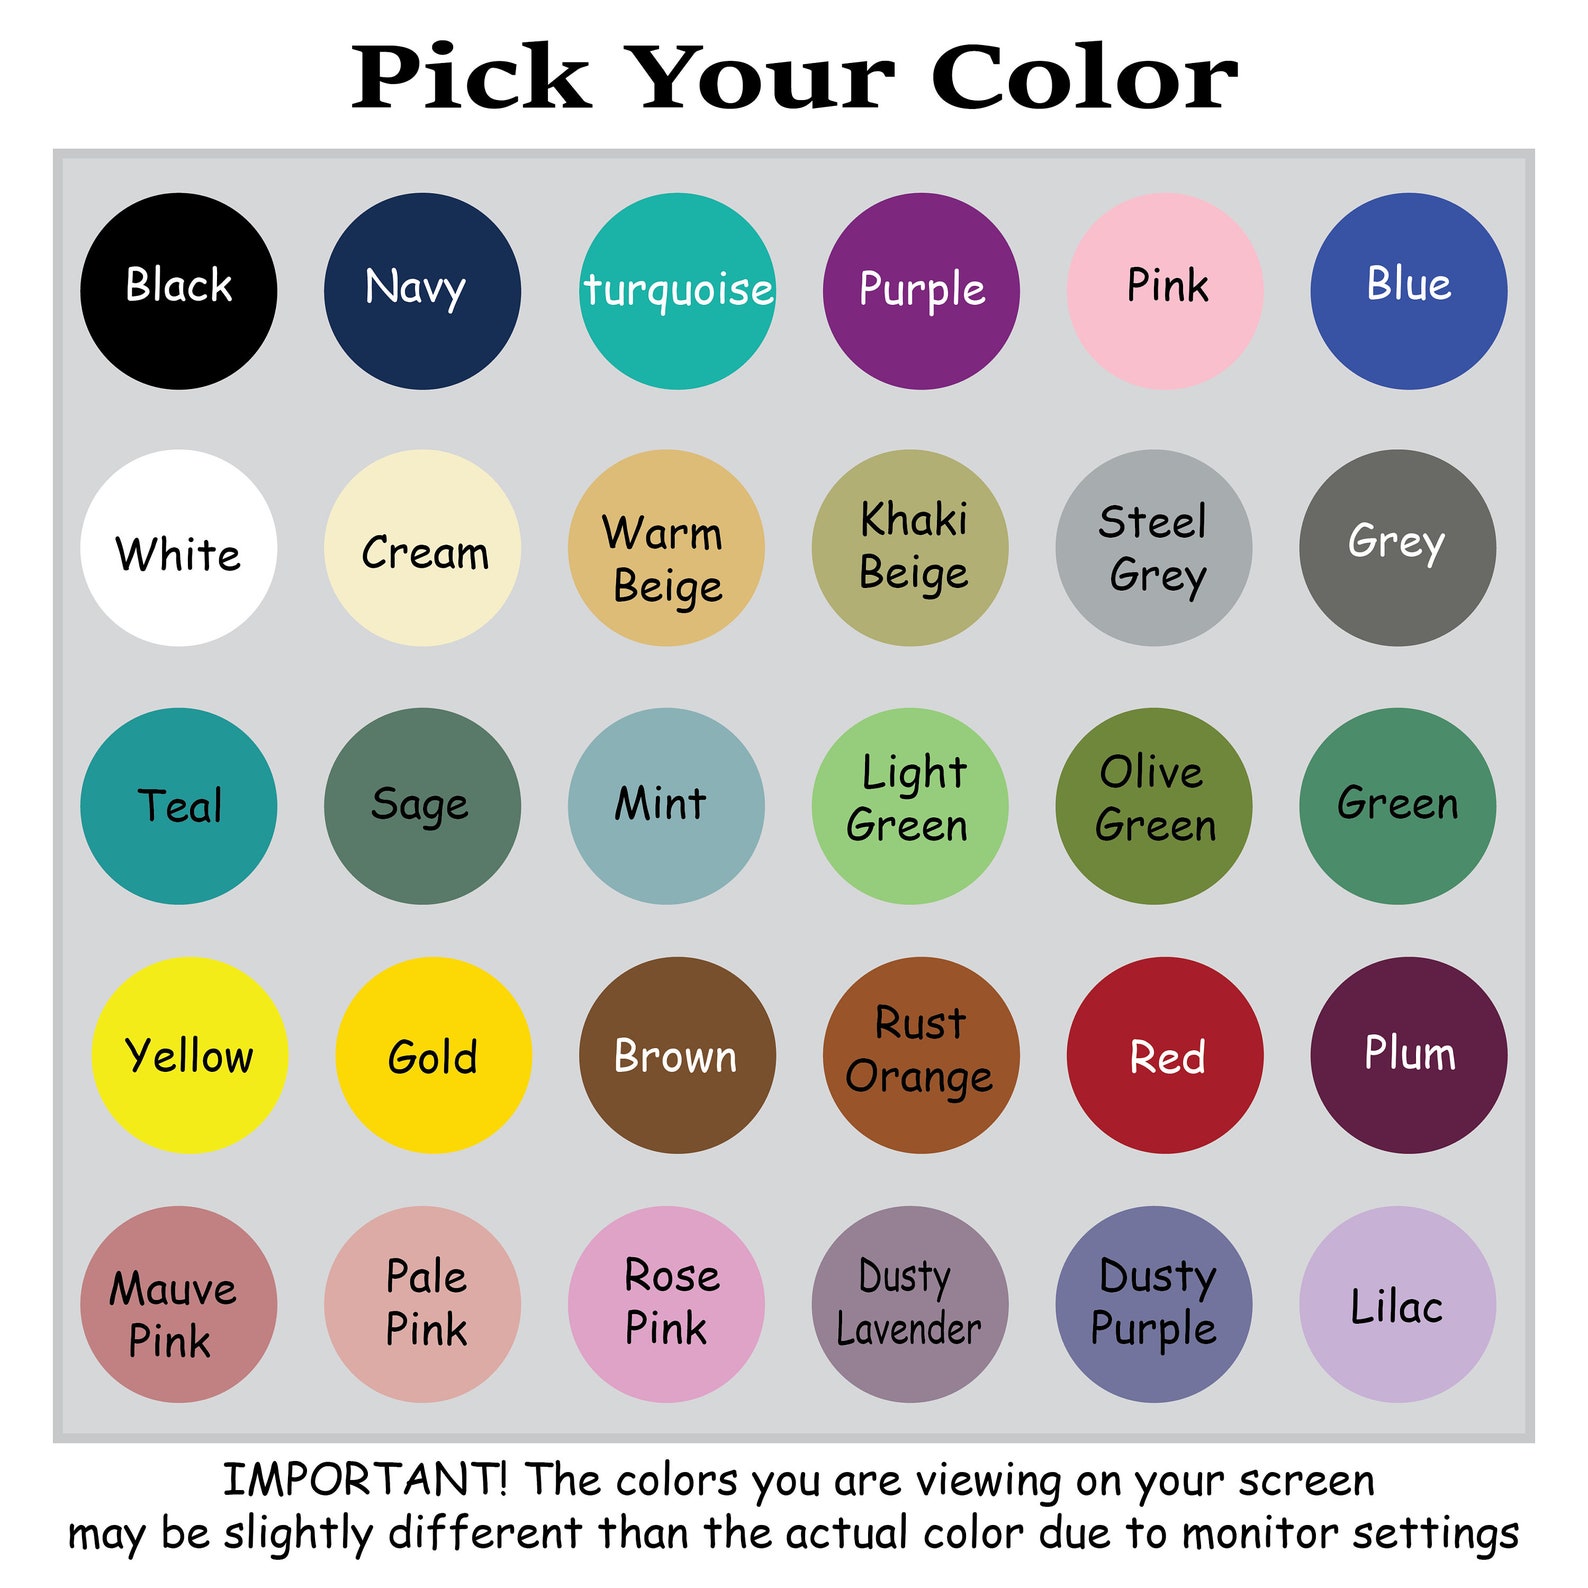 Pick Your Color
Black
Navy
turquoise
Purple
Pink
Blue
White
Cream
Warm
Beige
Khaki
Beige
Steel
Grey
Grey
Teal
Sage
Mint
Light
Green
Olive
Green
Green
Yellow
Gold
Brown
Rust
Orange
Red
Plum
Mauve
Pink
Pale
Pink
Rose
Pink
Dusty
Lavender
Dusty
Purple
Lilac
IMPORTANT! The colors you are viewing on your screen
may be slightly different than the actual color due to monitor settings